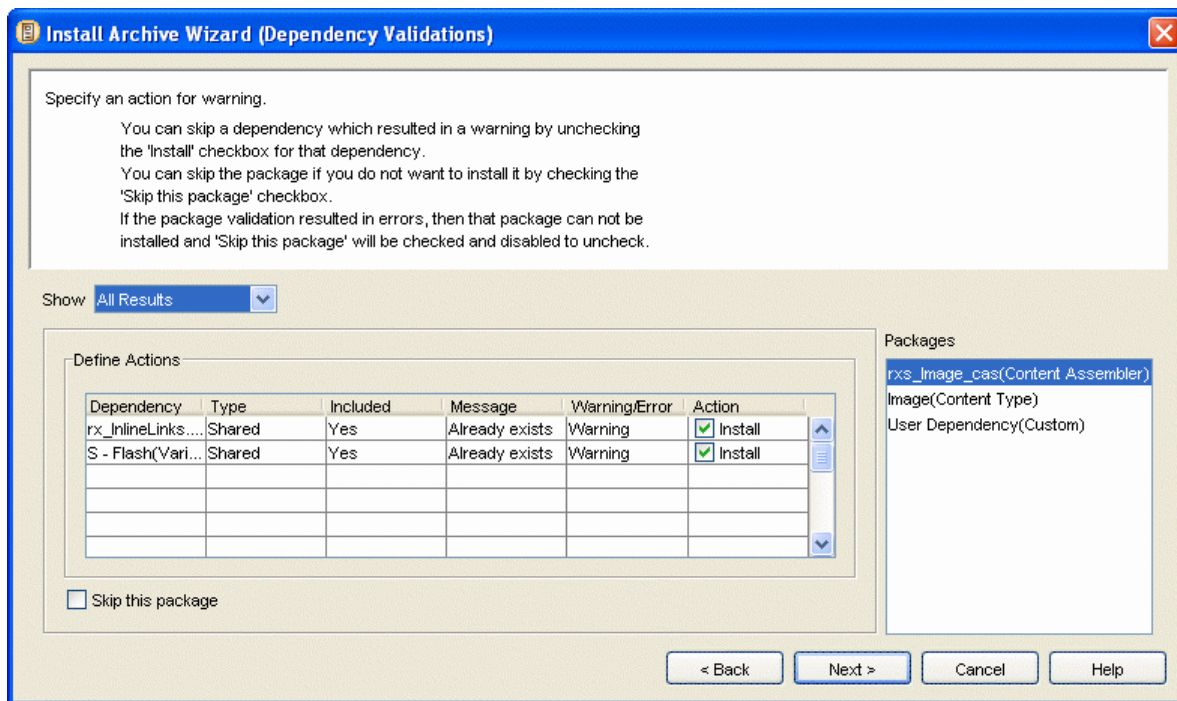 Install Archive Wizard (Dependency Validations)
Specify an action for warning.
You can skip a dependency which resulted in a warning by unchecking
the 'Install' checkbox for that dependency.
You can skip the package if you do not want to install it by checking the
'Skip this package' checkbox.
If the package validation resulted in errors, then that package can not be
installed and 'Skip this package' will be checked and disabled to uncheck.
Show All Results
Define Actions
Dependency Type Included Message Warning/Error Action
rx_InlineLinks.... Shared Yes Already exists Warning Install
S - Flash(Vari... Shared Yes Already exists Warning Install
Skip this package
Packages
rxs_Image_cas(Content Assembler)
Image(Content Type)
User Dependency(Custom)
< Back Next > Cancel Help